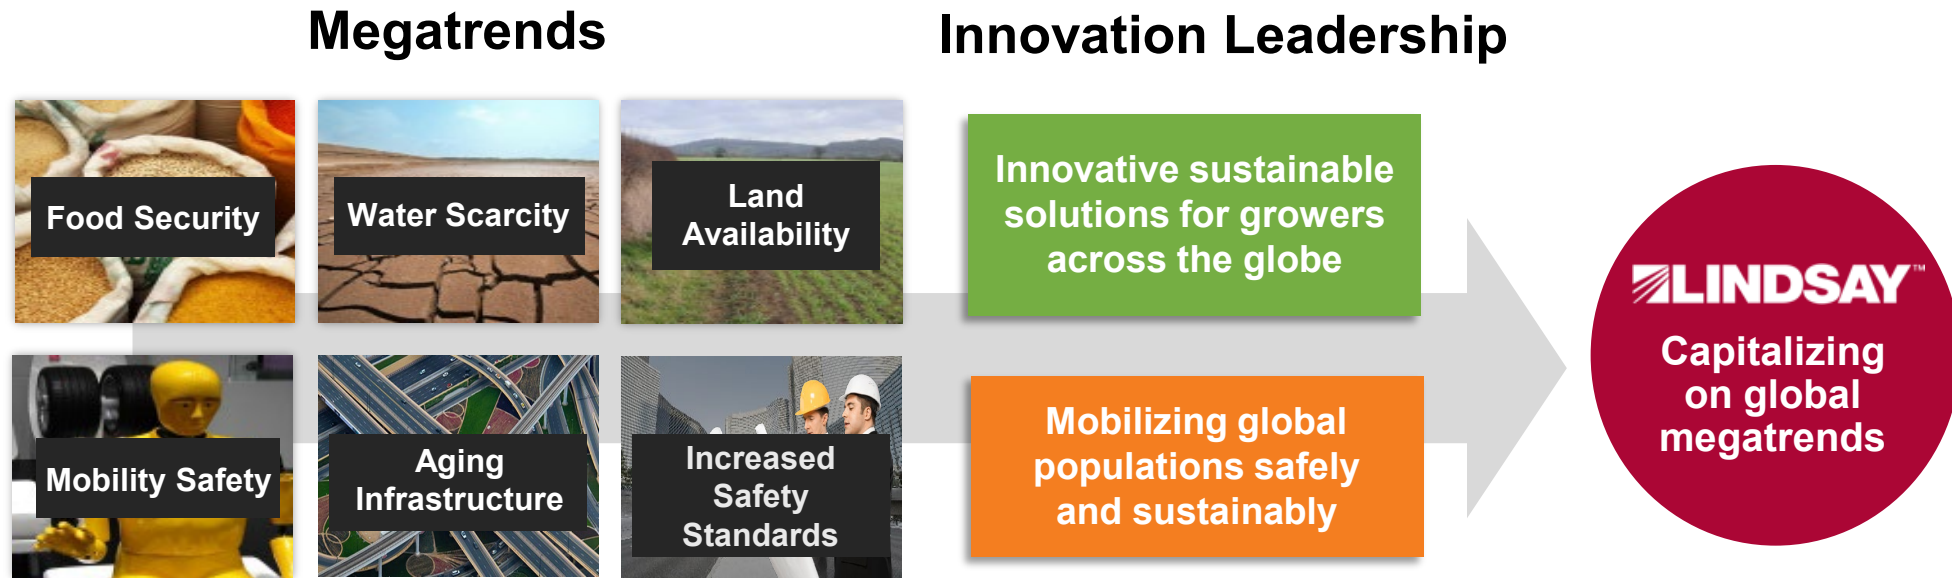 Megatrends
Innovation Leadership
Food Security
Water Scarcity
Land
Availability
Innovative sustainable
solutions for growers
across the globe
Mobility Safety
Aging
Infrastructure
Increased
Safety
Standards
Mobilizing global
populations safely
and sustainably
LINDSAY™
Capitalizing
on global
megatrends